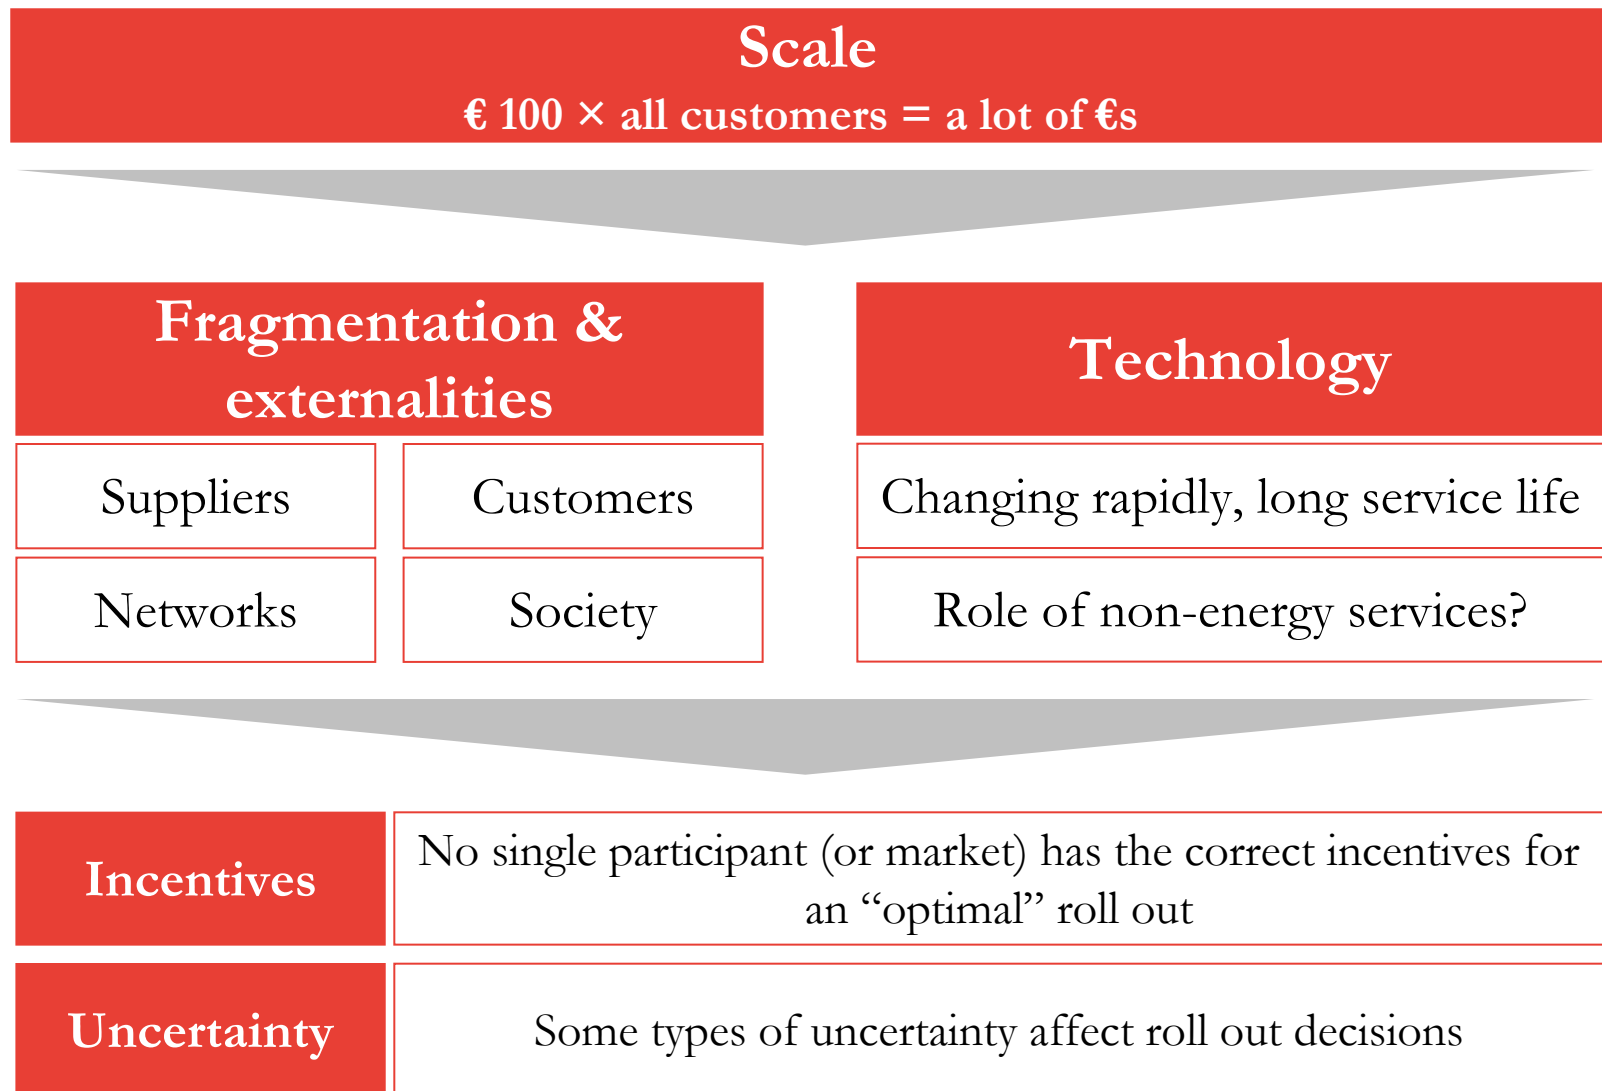 Scale
€ 100 × all customers = a lot of €s
Fragmentation &
externalities
Technology
Suppliers
Customers
Changing rapidly, long service life
Networks
Society
Role of non-energy services?
Incentives
No single participant (or market) has the correct incentives for
an “optimal” roll out
Uncertainty
Some types of uncertainty affect roll out decisions